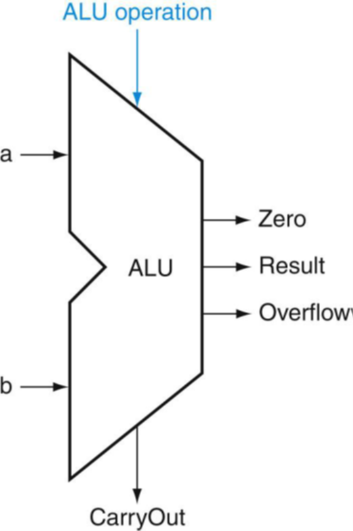 ALU operation
a
Zero
ALU
Result
Overflow
b
CarryOut